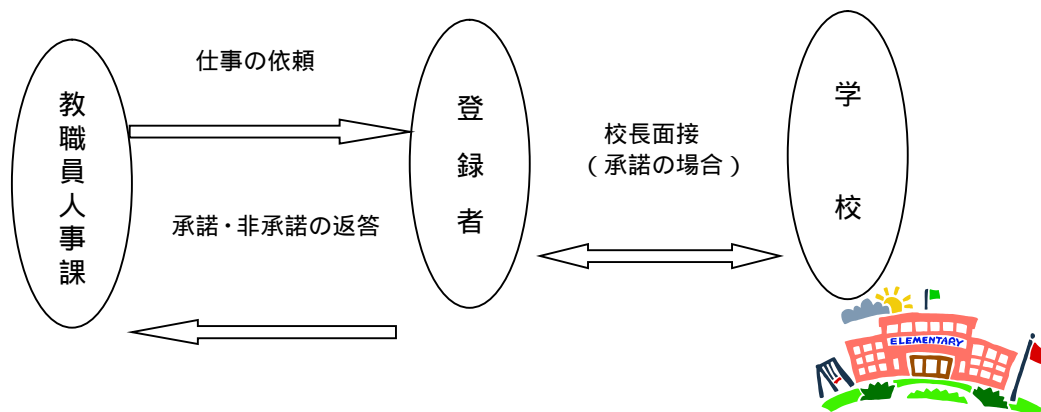 教職員人事課
仕事の依頼
承諾・非承諾の返答
登録者
校長面接
（承諾の場合）
学校
ELEMENTARY